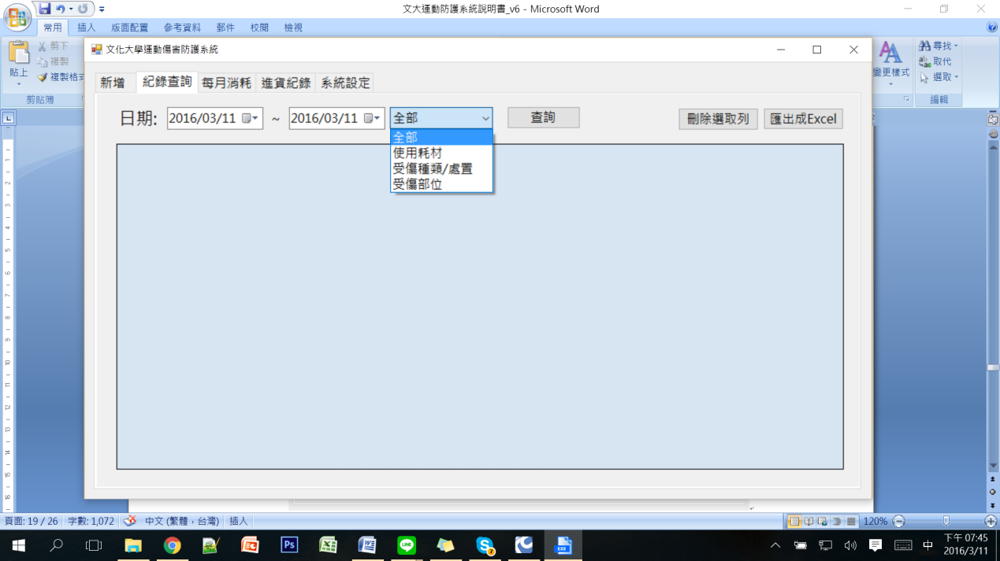 文大運動防護系統說明書_v6 - Microsoft Word
常用 插入 版面配置 參考資料 郵件 校閱 檢視
剪下
複製
貼上 複製格式
剪貼簿
尋找
取代
變更樣式 選取
編輯
文化大學運動傷害防護系統
新增 紀錄查詢 每月消耗 進貨紀錄 系統設定
日期: 2016/03/11 ~ 2016/03/11 全部 查詢 刪除選取列 匯出成Excel
全部
使用耗材
受傷種類/處置
受傷部位
頁面: 19 / 26 字數: 1,072 中文 (繁體，台灣) 插入 120%
中 下午 07:45
2016/3/11